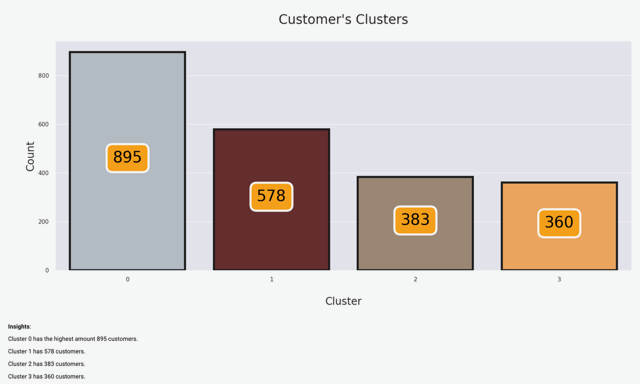 Customer's Clusters
Count
800
600
400
200
0
895
578
383
360
0 1 2 3
Cluster
Insights:
Cluster 0 has the highest amount 895 customers.
Cluster 1 has 578 customers.
Cluster 2 has 383 customers.
Cluster 3 has 360 customers.